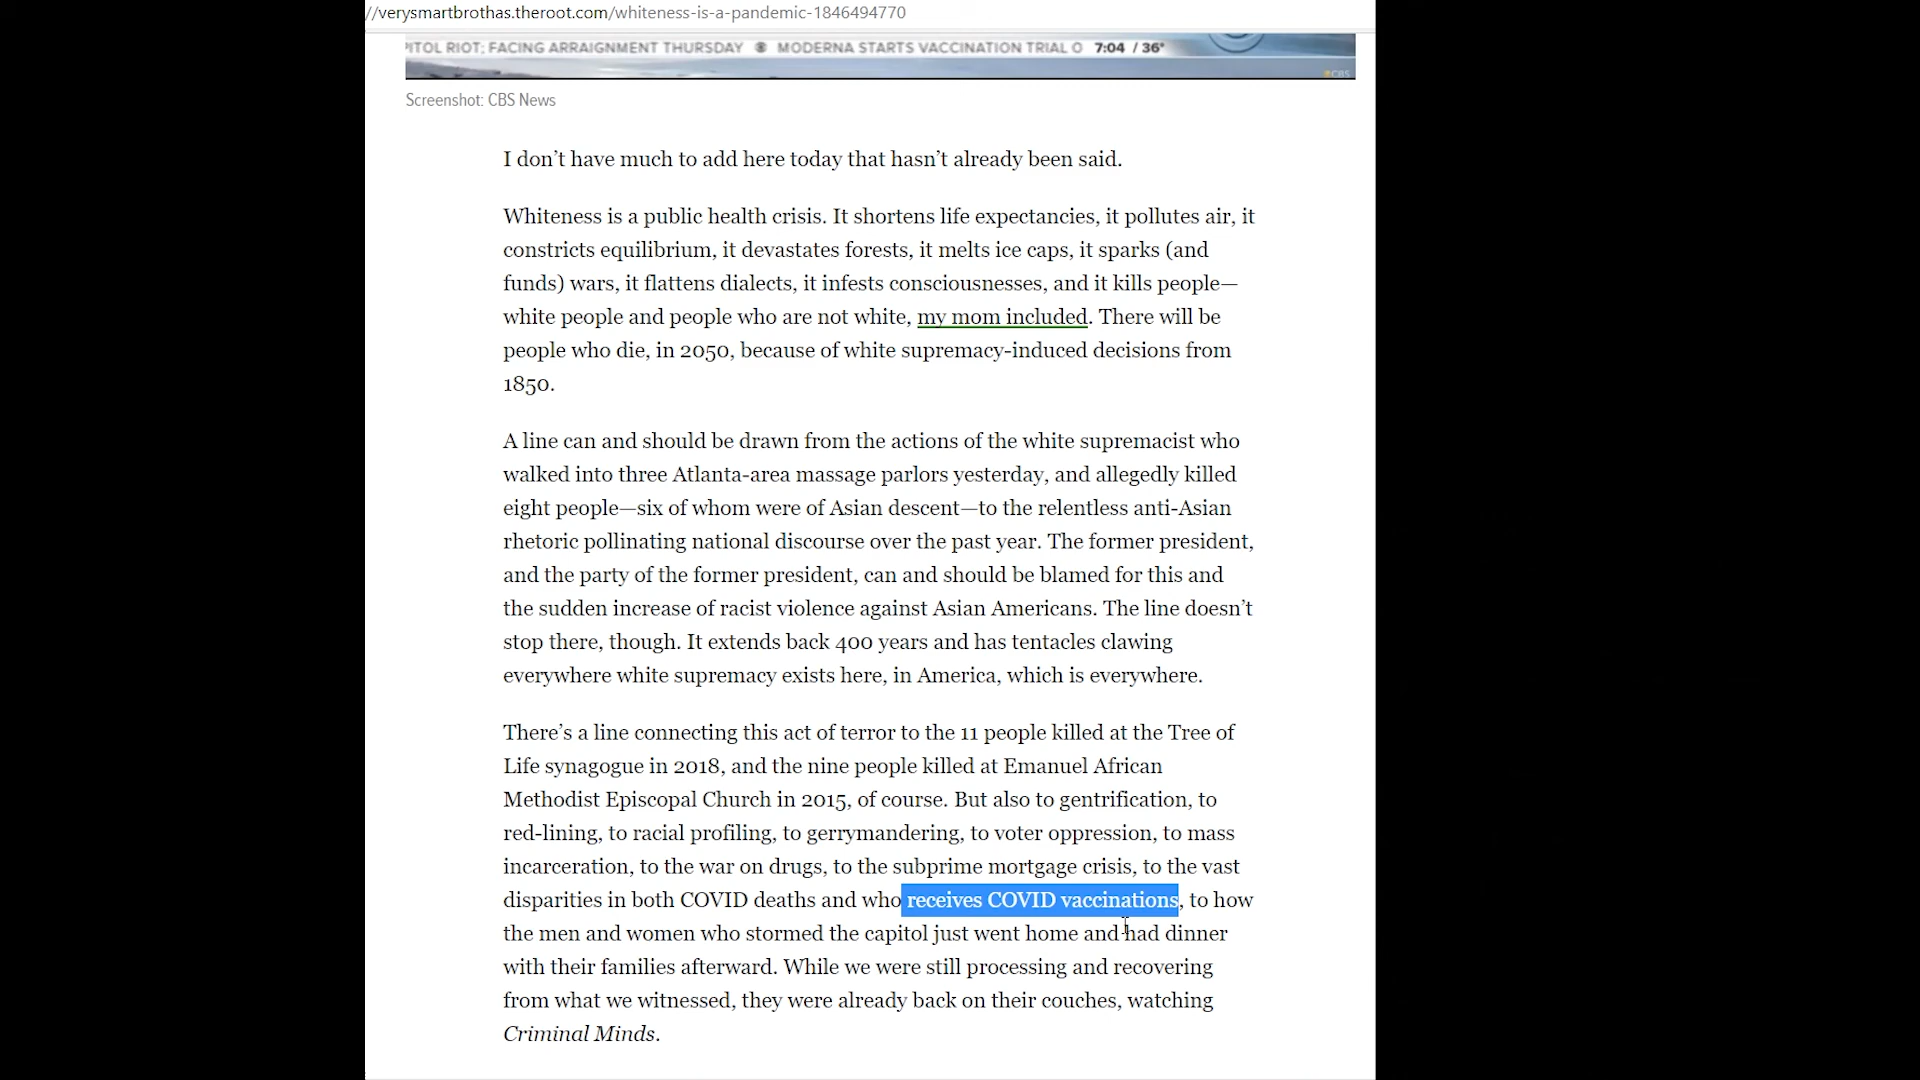 //verysmartbrothas.theroot.com/whiteness-is-a-pandemic-1846494770
PITOL RIOT; FACING ARRAIGNMENT THURSDAY MODERNA STARTS VACCINATION TRIAL O 7:04 / 36°
CBS
Screenshot: CBS News
I don’t have much to add here today that hasn’t already been said.
Whiteness is a public health crisis. It shortens life expectancies, it pollutes air, it
constricts equilibrium, it devastates forests, it melts ice caps, it sparks (and
funds) wars, it flattens dialects, it infests consciousnesses, and it kills people—
white people and people who are not white, my mom included. There will be
people who die, in 2050, because of white supremacy-induced decisions from
1850.
A line can and should be drawn from the actions of the white supremacist who
walked into three Atlanta-area massage parlors yesterday, and allegedly killed
eight people—six of whom were of Asian descent—to the relentless anti-Asian
rhetoric pollinating national discourse over the past year. The former president,
and the party of the former president, can and should be blamed for this and
the sudden increase of racist violence against Asian Americans. The line doesn’t
stop there, though. It extends back 400 years and has tentacles clawing
everywhere white supremacy exists here, in America, which is everywhere.
There’s a line connecting this act of terror to the 11 people killed at the Tree of
Life synagogue in 2018, and the nine people killed at Emanuel African
Methodist Episcopal Church in 2015, of course. But also to gentrification, to
red-lining, to racial profiling, to gerrymandering, to voter oppression, to mass
incarceration, to the war on drugs, to the subprime mortgage crisis, to the vast
disparities in both COVID deaths and who receives COVID vaccinations, to how
the men and women who stormed the capitol just went home and had dinner
with their families afterward. While we were still processing and recovering
from what we witnessed, they were already back on their couches, watching
Criminal Minds.